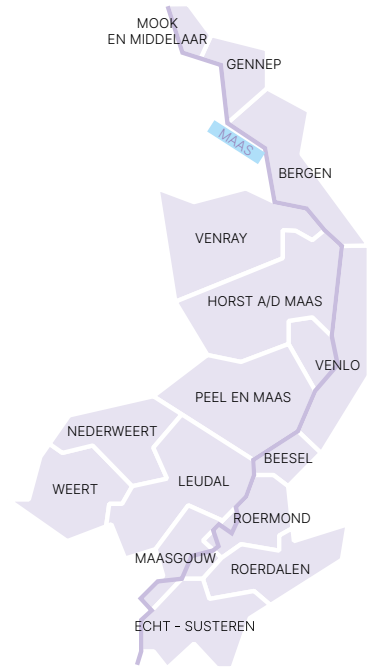 MOOK
EN MIDDELAAR
GENNEP
MAAS
BERGEN
VENRAY
HORST A/D MAAS
VENLO
PEEL EN MAAS
NEDERWEERT
BEESEL
LEUDAL
WEERT
ROERMOND
MAASGOUW
ROERDALEN
ECHT - SUSTEREN